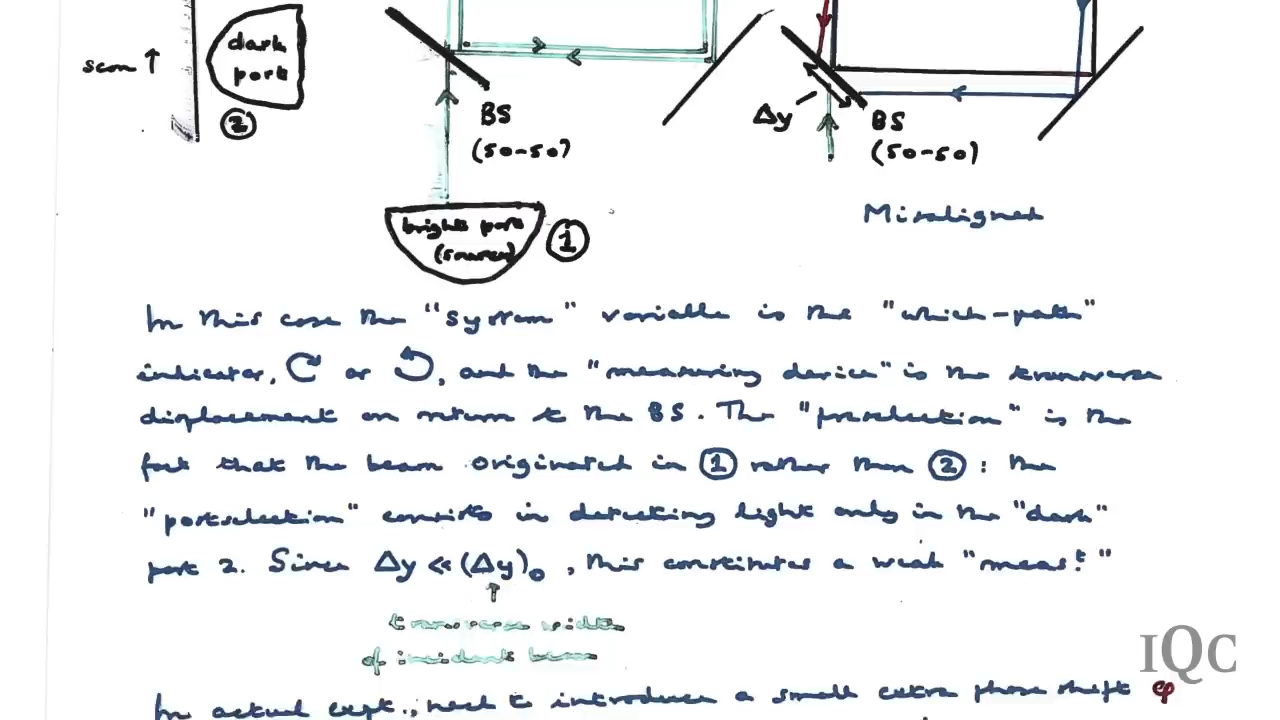 dark
port
scan ↑
②
BS
(50-50)
bright port
(source)
①
Δy
BS
(50-50)
Misaligned
In this case the "system" variable is the "which-path"
indicator, ↻ or ↺, and the "measuring device" is the transverse
displacement on return to the BS. The "preselection" is the
fact that the beam originated in ① rather than ②: the
"postselection" consists in detecting light only in the "dark"
port 2. Since Δy ≪ (Δy)₀, this constitutes a weak "meas.t"
↑
transverse width
of incident beam
IQC
In actual expt., need to introduce a small extra phase shift φ